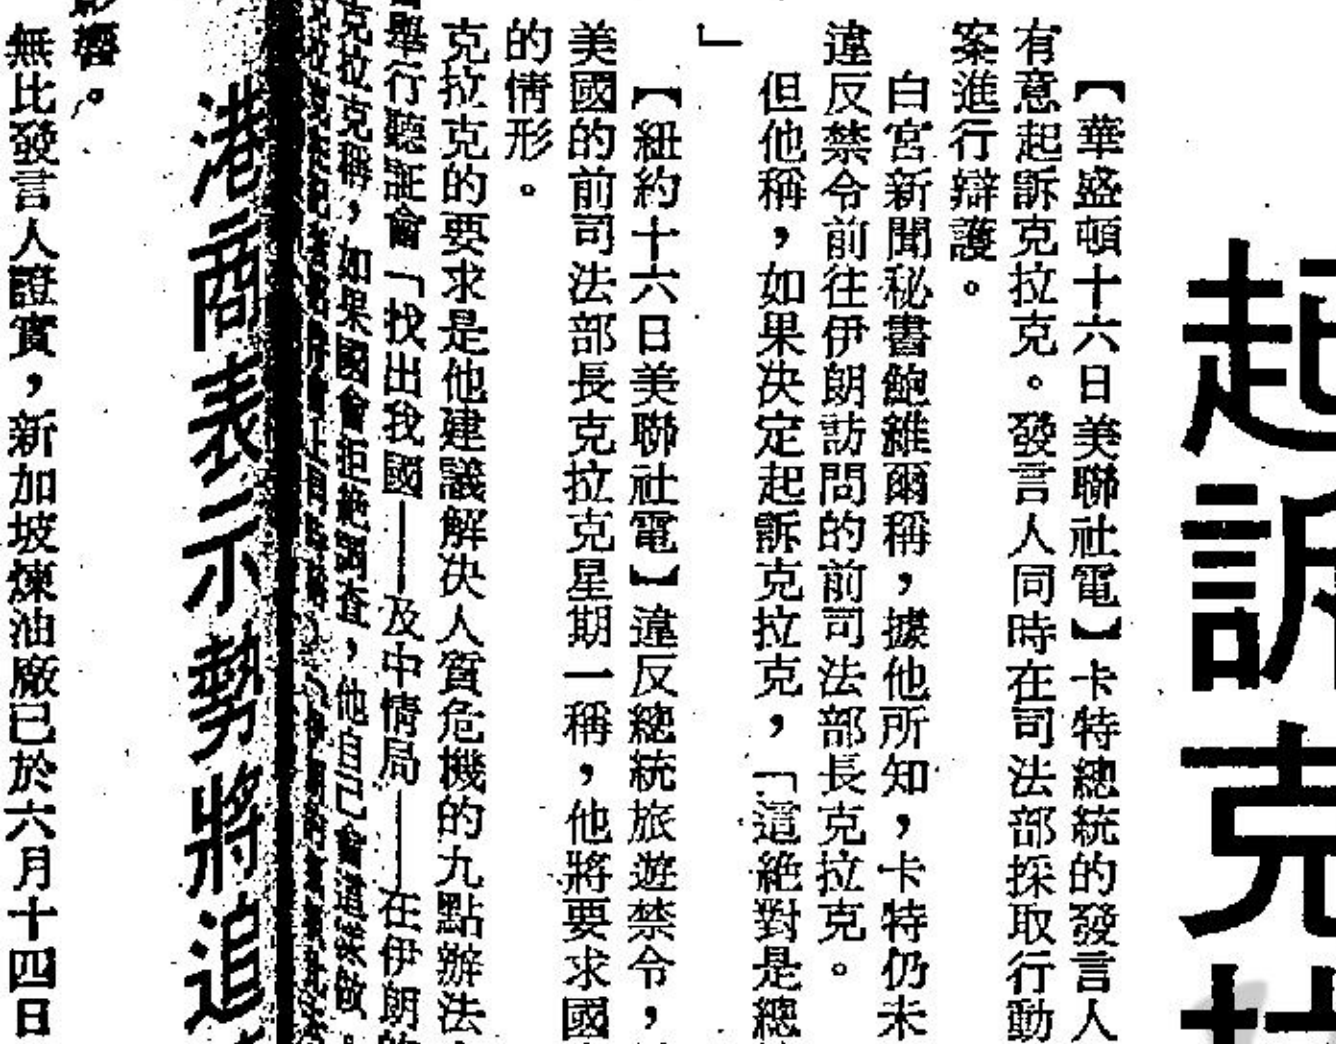 起訴克拉
【華盛頓十六日美聯社電】卡特總統的發言人
有意起訴克拉克。發言人同時在司法部採取行動
案進行辯護。
白宮新聞秘書鮑維爾稱，據他所知，卡特仍未
違反禁令前往伊朗訪問的前司法部長克拉克。
但他稱，如果决定起訴克拉克，「這絶對是總
」
【紐約十六日美聯社電】違反總統旅遊禁令，
美國的前司法部長克拉克星期一稱，他將要求國
的情形。
克拉克的要求是他建議解决人質危機的九點辦法
舉行聽証會「找出我國——及中情局——在伊朗的
克拉克稱，如果國會拒絶調查，他自己會
港商表示勢將追
影響。
無比發言人證實，新加坡煉油廠已於六月十四日